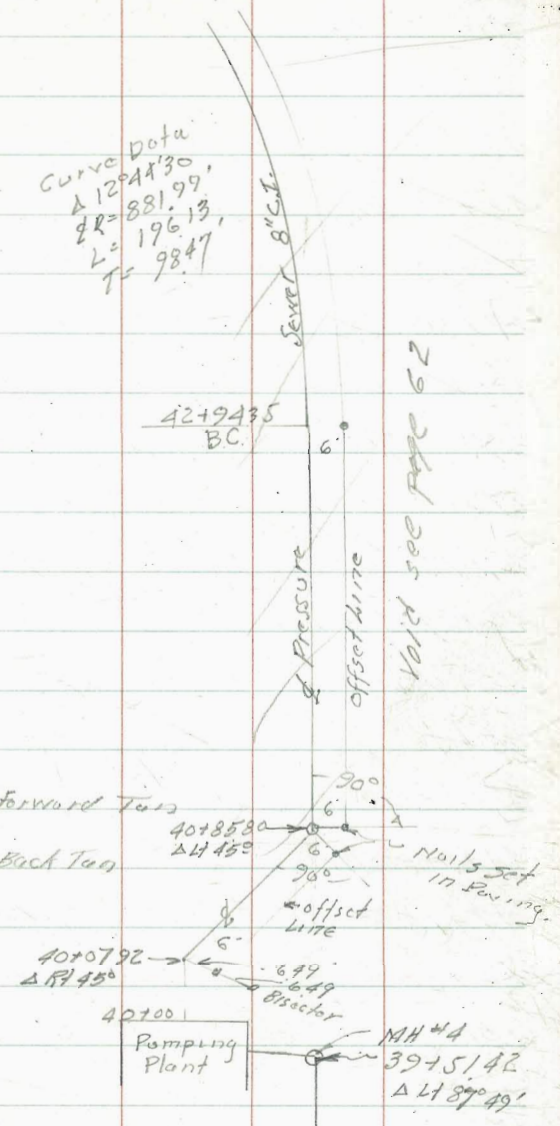 Curve Data
Δ 12°44'30
℄R= 881.99'
L= 196.13'
T= 98.47'
Sewer 8" C.I.
42+94.35
B.C.
6'
℄ Pressure
Offset Line
Void see page 62
90°
Forward Tan
6
40+85.80
Δ Lt 45°
Back Tan
6
90°
Nails Set
in Paving.
℄
offset
Line
6'
40+07.92
Δ Rt 45°
6.49
6.49
Bisector
40+00
Pumping
Plant
MH #4
39+51.42
Δ Lt 89°49'